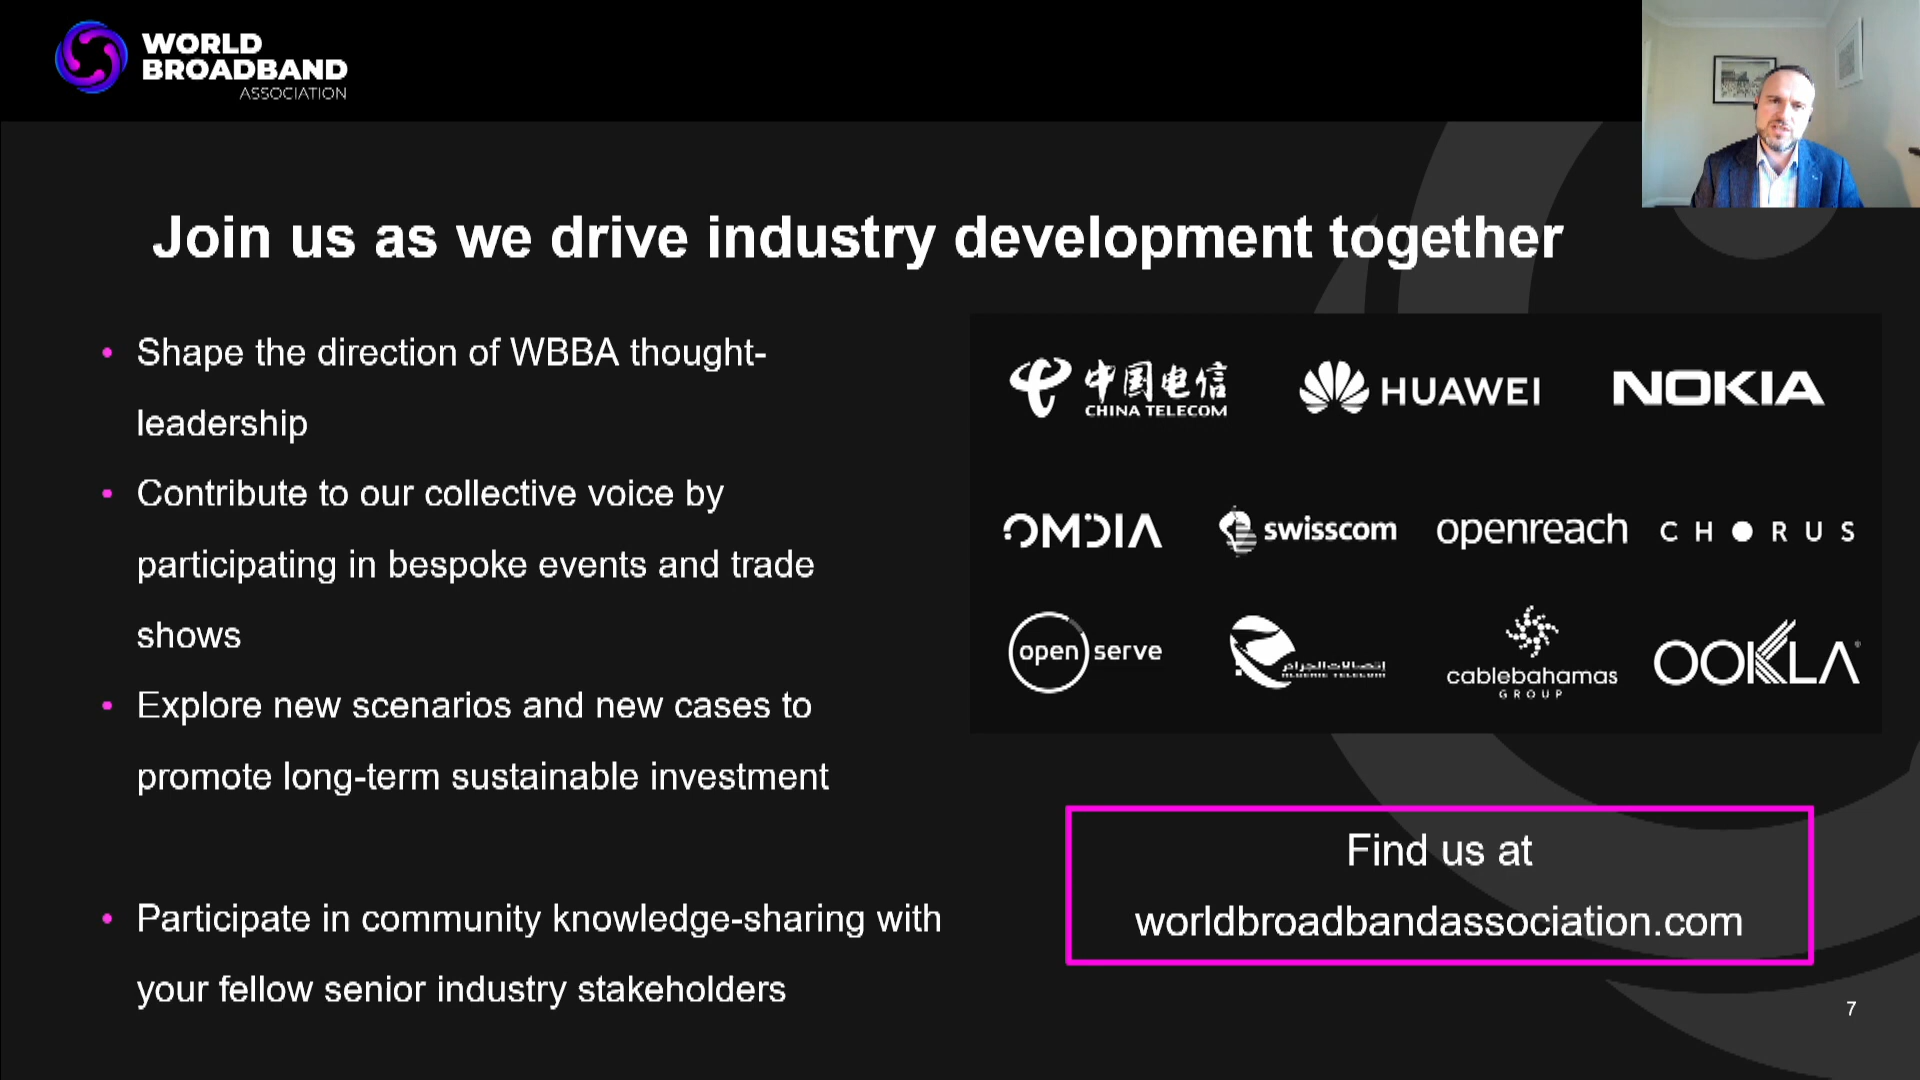 WORLD
BROADBAND
ASSOCIATION
Join us as we drive industry development together
• Shape the direction of WBBA thought-
leadership
• Contribute to our collective voice by
participating in bespoke events and trade
shows
• Explore new scenarios and new cases to
promote long-term sustainable investment
• Participate in community knowledge-sharing with
your fellow senior industry stakeholders
中国电信
CHINA TELECOM
HUAWEI
NOKIA
OMDIA
swisscom
openreach
CHORUS
open serve
اتصالات الجزائر
ALGERIE TELECOM
cablebahamas
GROUP
OOKLA®
Find us at
worldbroadbandassociation.com
7